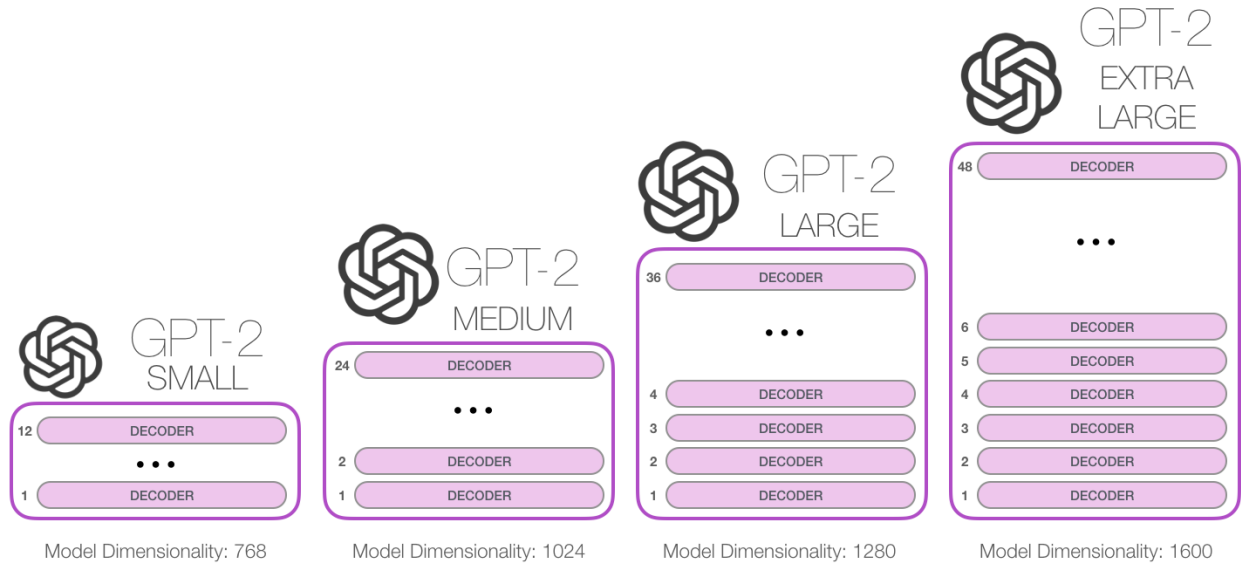 GPT-2
SMALL
12 DECODER
...
1 DECODER
Model Dimensionality: 768
GPT-2
MEDIUM
24 DECODER
...
2 DECODER
1 DECODER
Model Dimensionality: 1024
GPT-2
LARGE
36 DECODER
...
4 DECODER
3 DECODER
2 DECODER
1 DECODER
Model Dimensionality: 1280
GPT-2
EXTRA
LARGE
48 DECODER
...
6 DECODER
5 DECODER
4 DECODER
3 DECODER
2 DECODER
1 DECODER
Model Dimensionality: 1600